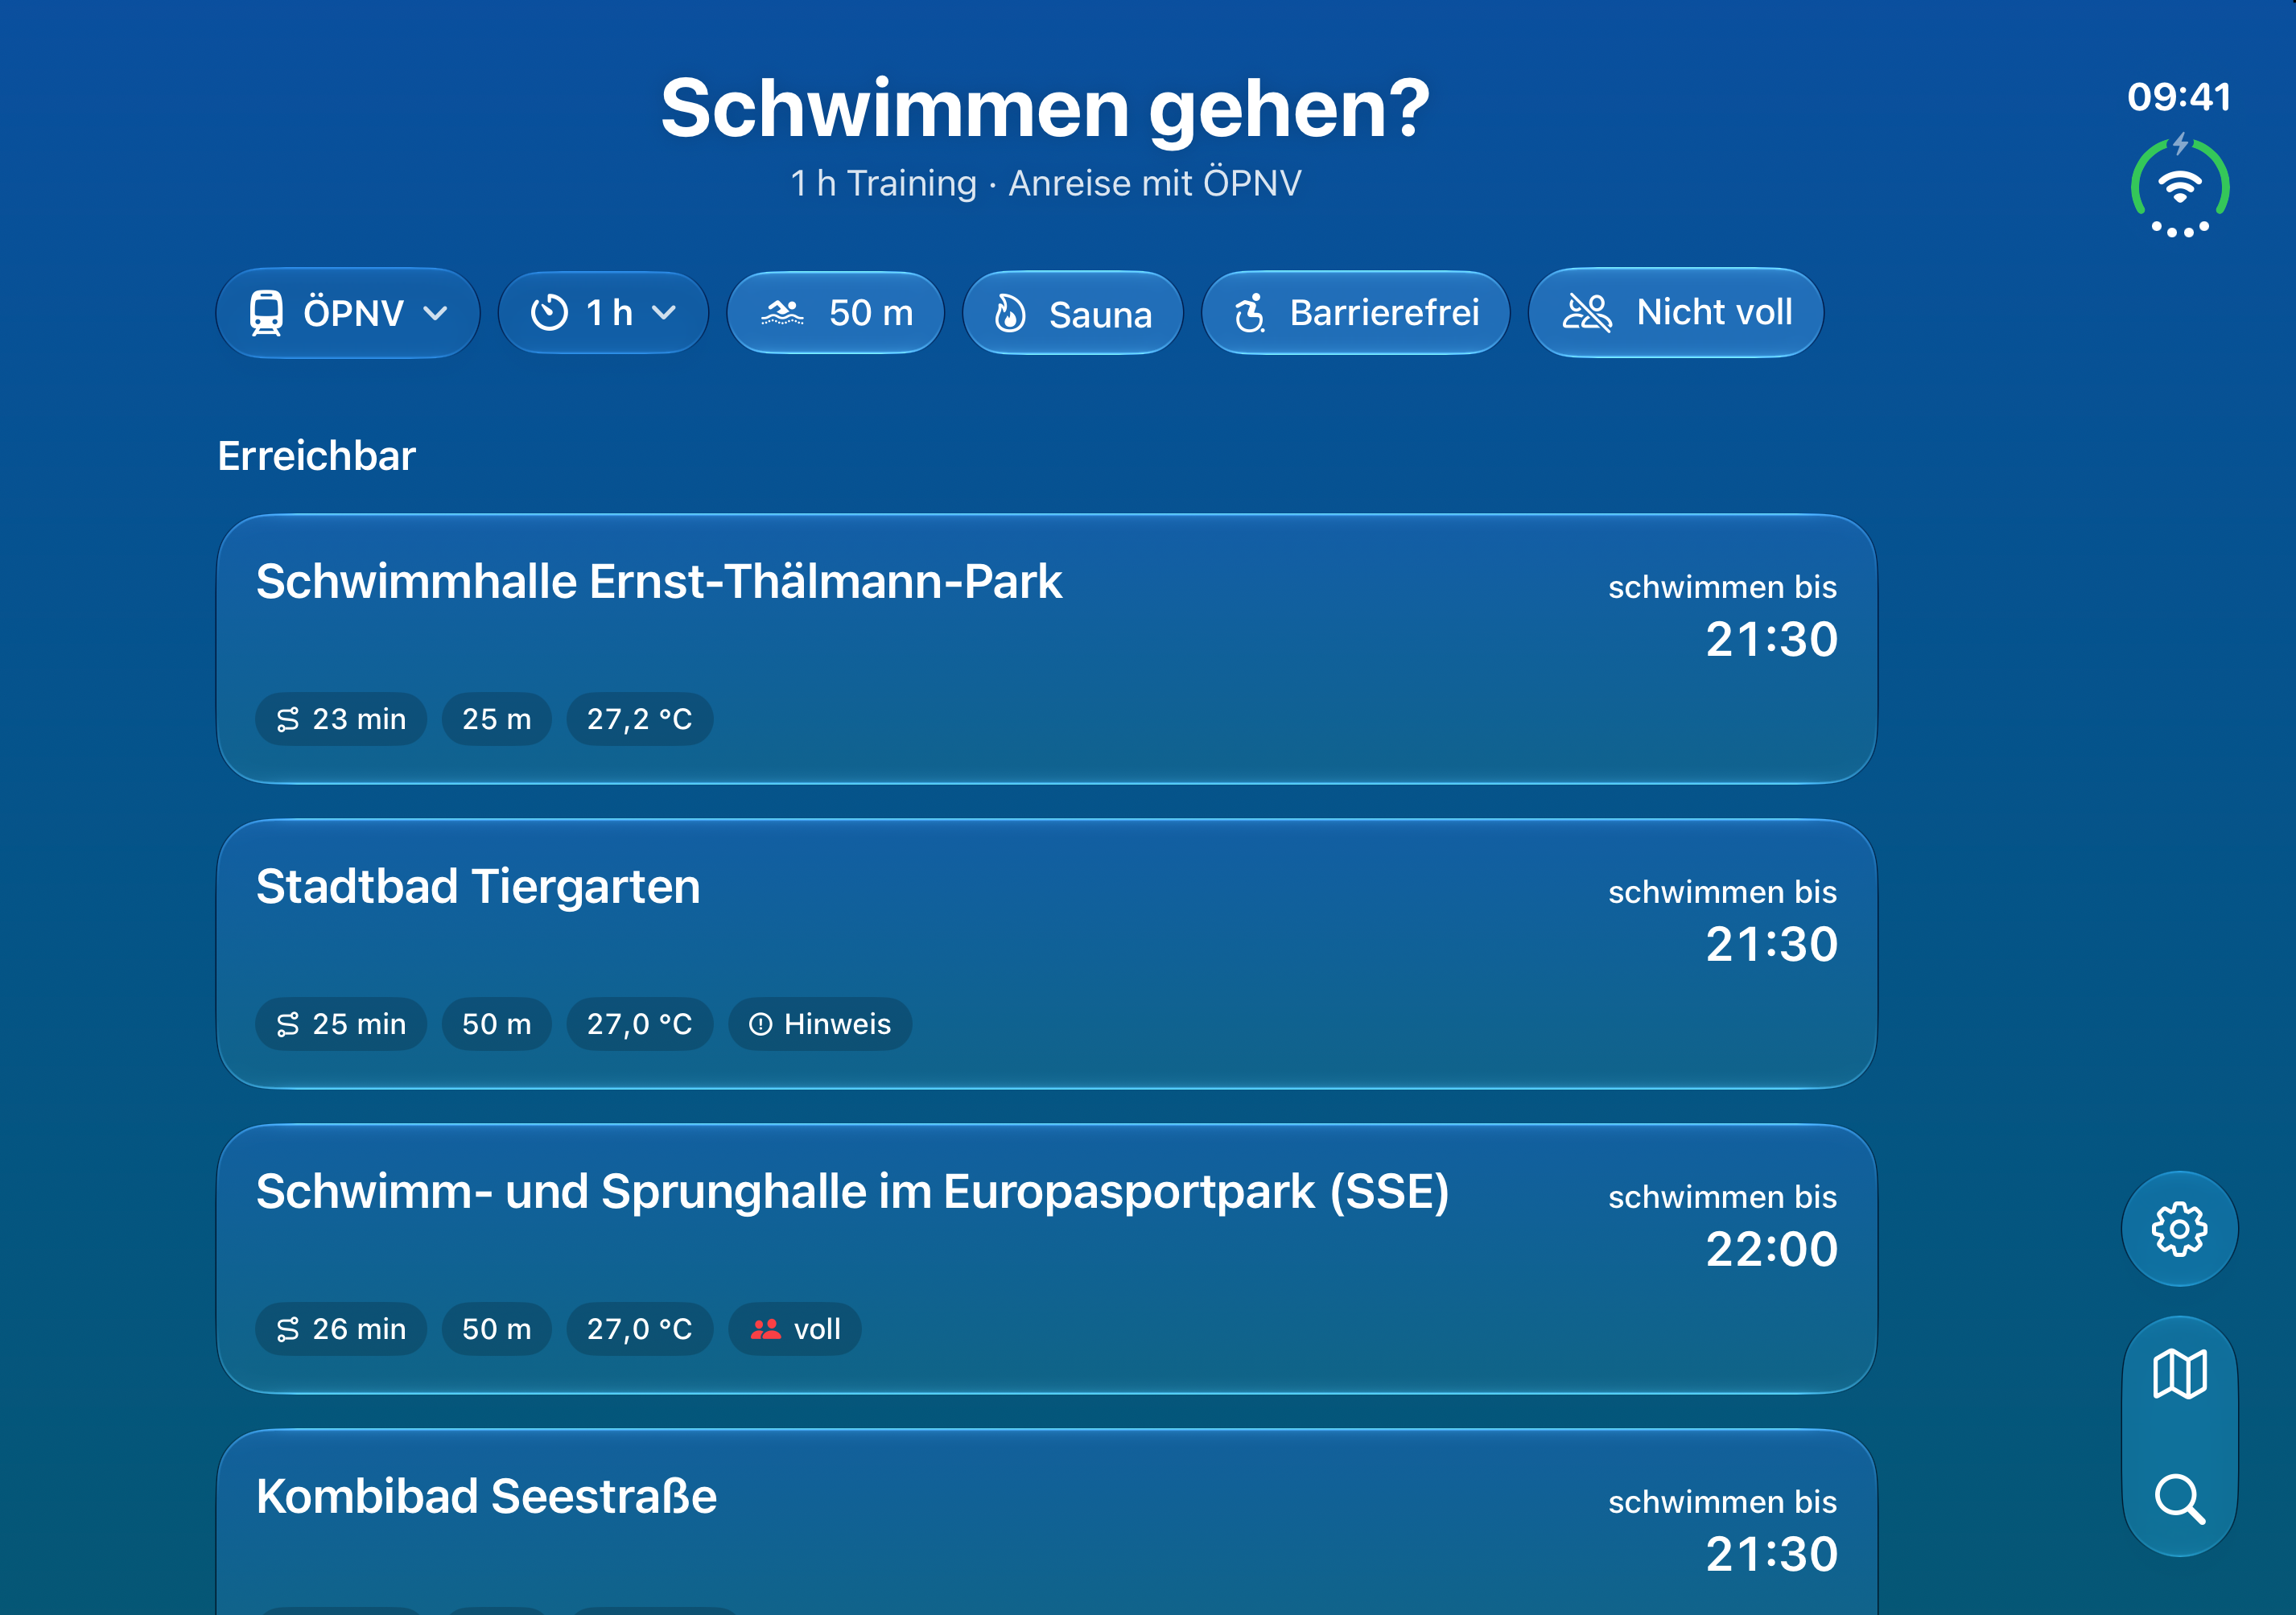 Schwimmen gehen?
09:41
1 h Training · Anreise mit ÖPNV
ÖPNV
1 h
50 m
Sauna
Barrierefrei
Nicht voll
Erreichbar
Schwimmhalle Ernst-Thälmann-Park
schwimmen bis
21:30
23 min
25 m
27,2 °C
Stadtbad Tiergarten
schwimmen bis
21:30
25 min
50 m
27,0 °C
Hinweis
Schwimm- und Sprunghalle im Europasportpark (SSE)
schwimmen bis
22:00
26 min
50 m
27,0 °C
voll
Kombibad Seestraße
schwimmen bis
21:30